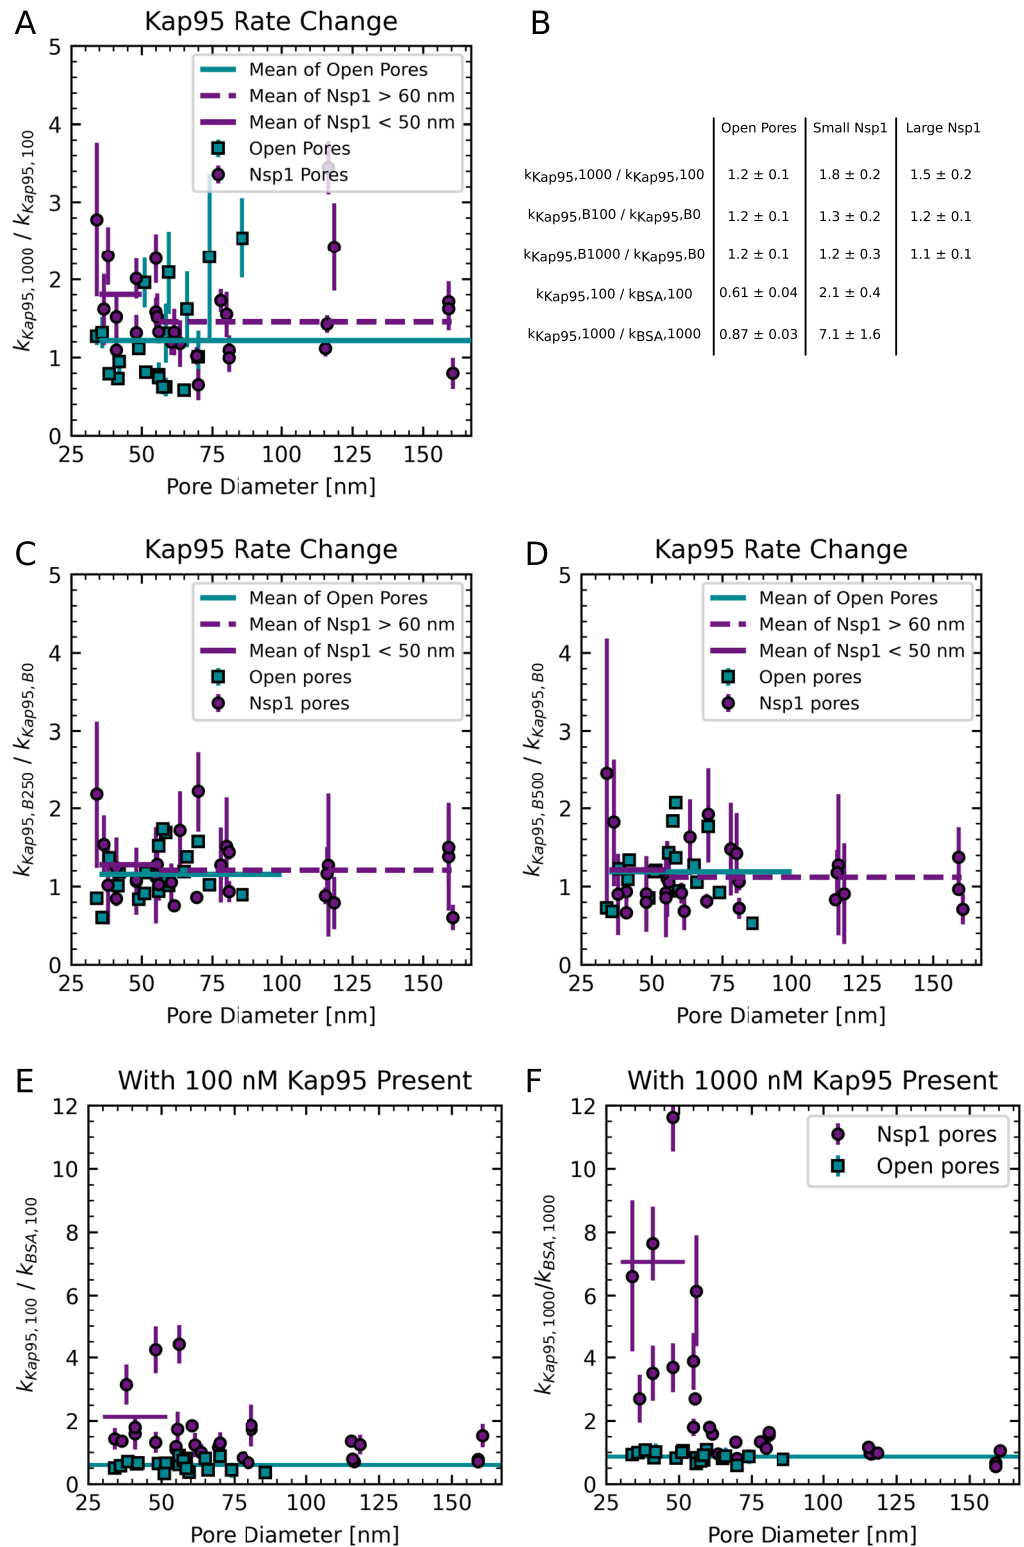 A
Kap95 Rate Change
5
4
3
2
1
0
k_Kap95, 1000 / k_Kap95, 100
Mean of Open Pores
Mean of Nsp1 > 60 nm
Mean of Nsp1 < 50 nm
Open Pores
Nsp1 Pores
25 50 75 100 125 150
Pore Diameter [nm]
B
Open Pores Small Nsp1 Large Nsp1
kKap95,1000 / kKap95,100 1.2 ± 0.1 1.8 ± 0.2 1.5 ± 0.2
kKap95,B100 / kKap95,B0 1.2 ± 0.1 1.3 ± 0.2 1.2 ± 0.1
kKap95,B1000 / kKap95,B0 1.2 ± 0.1 1.2 ± 0.3 1.1 ± 0.1
kKap95,100 / kBSA,100 0.61 ± 0.04 2.1 ± 0.4
kKap95,1000 / kBSA,1000 0.87 ± 0.03 7.1 ± 1.6
C
Kap95 Rate Change
5
4
3
2
1
0
k_Kap95, B250 / k_Kap95, B0
Mean of Open Pores
Mean of Nsp1 > 60 nm
Mean of Nsp1 < 50 nm
Open pores
Nsp1 pores
25 50 75 100 125 150
Pore Diameter [nm]
D
Kap95 Rate Change
5
4
3
2
1
0
k_Kap95, B500 / k_Kap95, B0
Mean of Open Pores
Mean of Nsp1 > 60 nm
Mean of Nsp1 < 50 nm
Open pores
Nsp1 pores
25 50 75 100 125 150
Pore Diameter [nm]
E
With 100 nM Kap95 Present
12
10
8
6
4
2
0
k_Kap95, 100 / k_BSA, 100
25 50 75 100 125 150
Pore Diameter [nm]
F
With 1000 nM Kap95 Present
12
10
8
6
4
2
0
k_Kap95, 1000/k_BSA, 1000
Nsp1 pores
Open pores
25 50 75 100 125 150
Pore Diameter [nm]